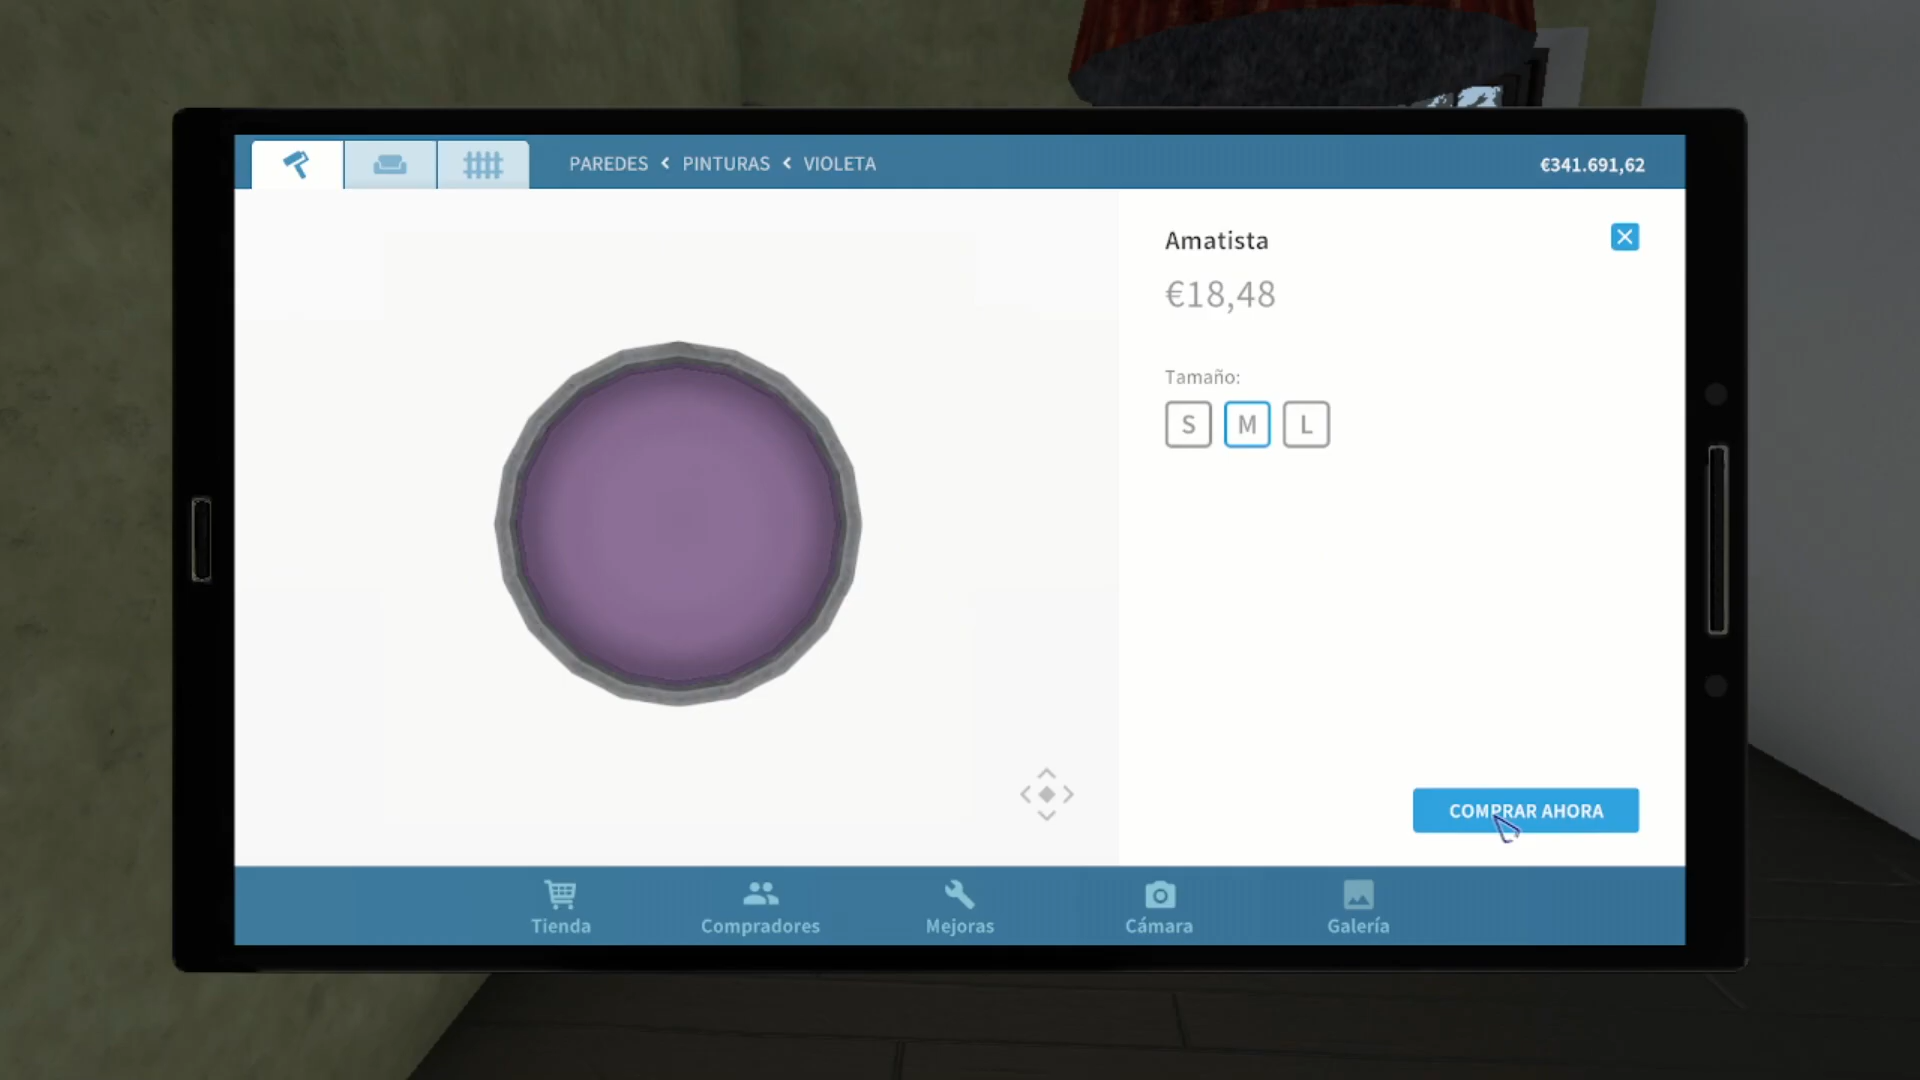 PAREDES < PINTURAS < VIOLETA
€341.691,62
Amatista
€18,48
Tamaño:
S M L
COMPRAR AHORA
Tienda Compradores Mejoras Cámara Galería